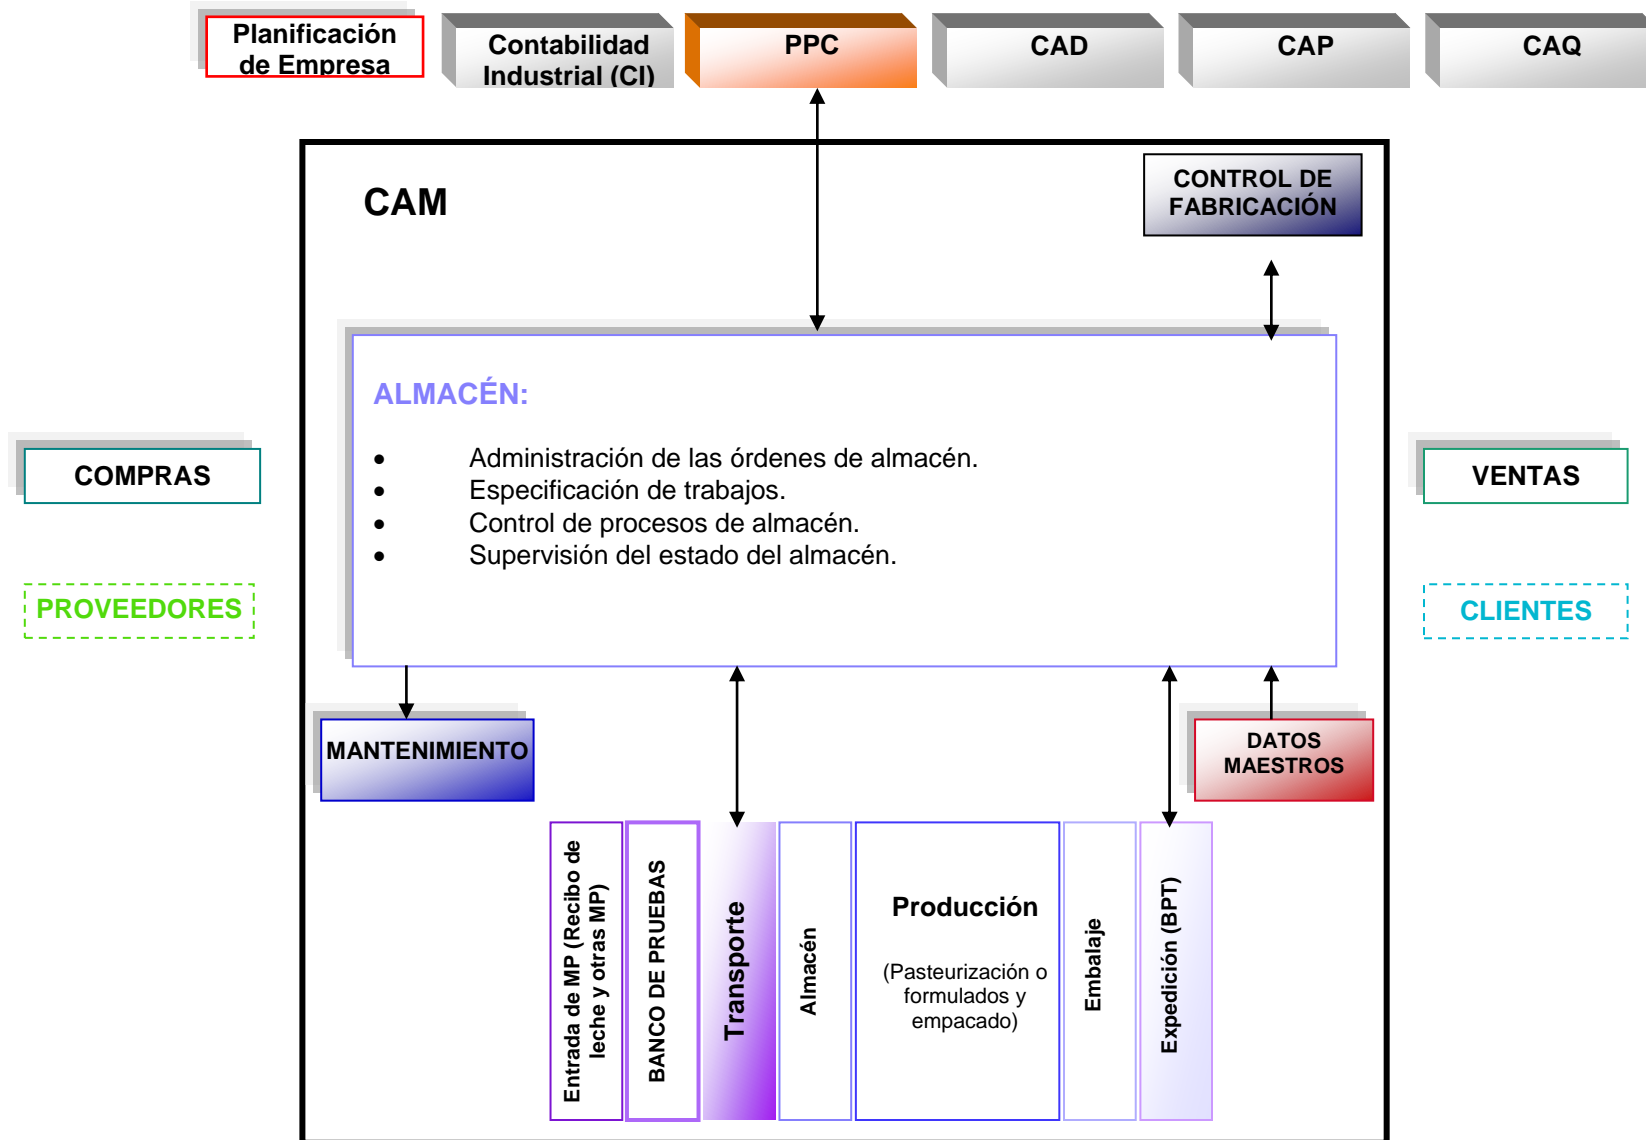 Planificación
de Empresa
Contabilidad
Industrial (CI)
PPC
CAD
CAP
CAQ
CAM
CONTROL DE
FABRICACIÓN
ALMACÉN:
• Administración de las órdenes de almacén.
• Especificación de trabajos.
• Control de procesos de almacén.
• Supervisión del estado del almacén.
COMPRAS
PROVEEDORES
VENTAS
CLIENTES
MANTENIMIENTO
DATOS
MAESTROS
Entrada de MP (Recibo de
leche y otras MP)
BANCO DE PRUEBAS
Transporte
Almacén
Producción
(Pasteurización o
formulados y
empacado)
Embalaje
Expedición (BPT)